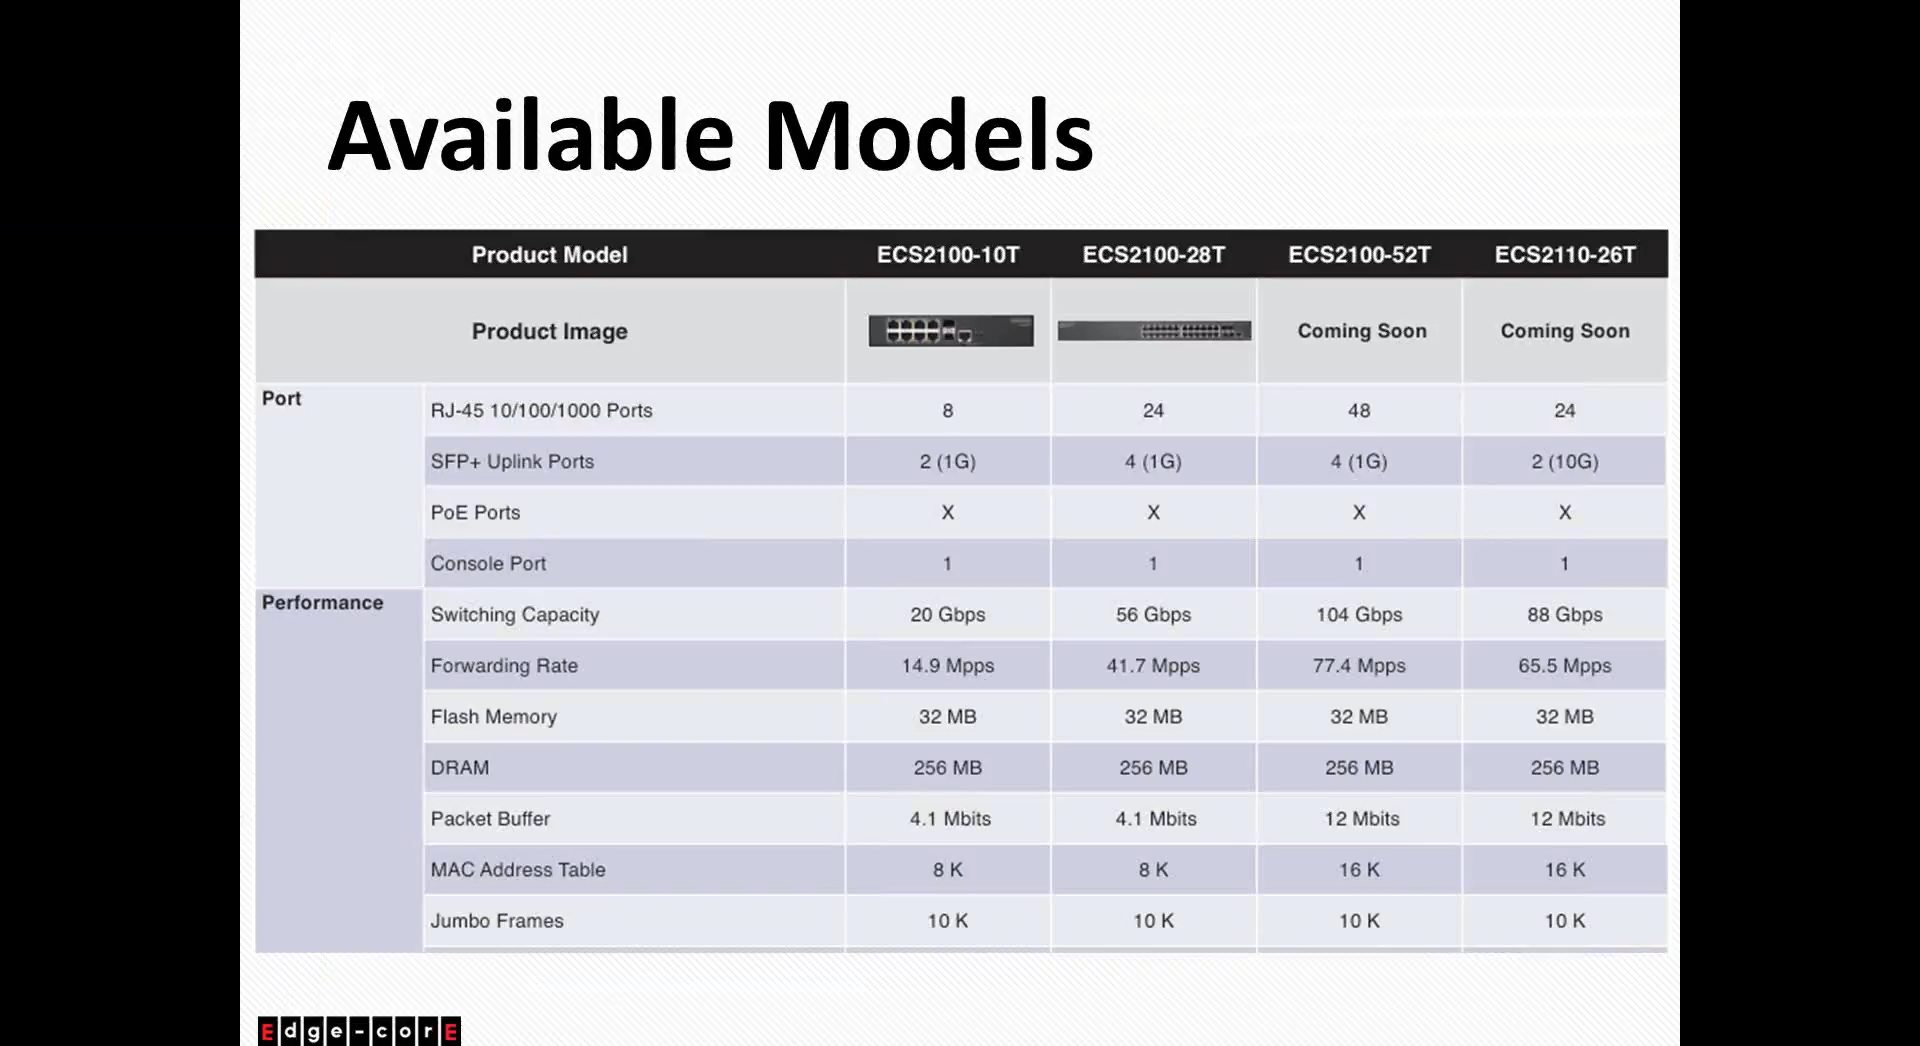 Available Models
Product Model ECS2100-10T ECS2100-28T ECS2100-52T ECS2110-26T
Product Image Coming Soon Coming Soon
Port
RJ-45 10/100/1000 Ports 8 24 48 24
SFP+ Uplink Ports 2 (1G) 4 (1G) 4 (1G) 2 (10G)
PoE Ports X X X X
Console Port 1 1 1 1
Performance
Switching Capacity 20 Gbps 56 Gbps 104 Gbps 88 Gbps
Forwarding Rate 14.9 Mpps 41.7 Mpps 77.4 Mpps 65.5 Mpps
Flash Memory 32 MB 32 MB 32 MB 32 MB
DRAM 256 MB 256 MB 256 MB 256 MB
Packet Buffer 4.1 Mbits 4.1 Mbits 12 Mbits 12 Mbits
MAC Address Table 8 K 8 K 16 K 16 K
Jumbo Frames 10 K 10 K 10 K 10 K
Edge-corE